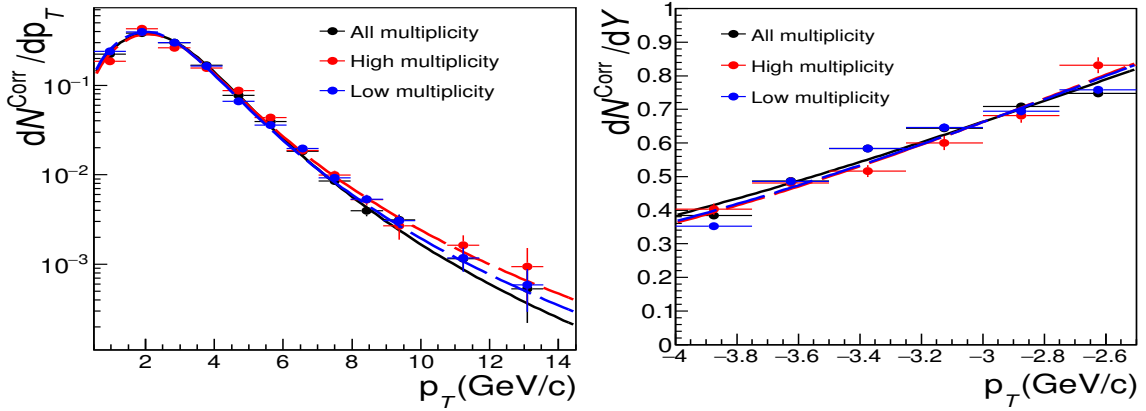 dN^Corr/dp_T
10^−1
10^−2
10^−3
All multiplicity
High multiplicity
Low multiplicity
0 2 4 6 8 10 12 14
p_T(GeV/c)
dN^Corr/dY
1
0.9
0.8
0.7
0.6
0.5
0.4
0.3
0.2
0.1
0
All multiplicity
High multiplicity
Low multiplicity
−4 −3.8 −3.6 −3.4 −3.2 −3 −2.8 −2.6
p_T(GeV/c)